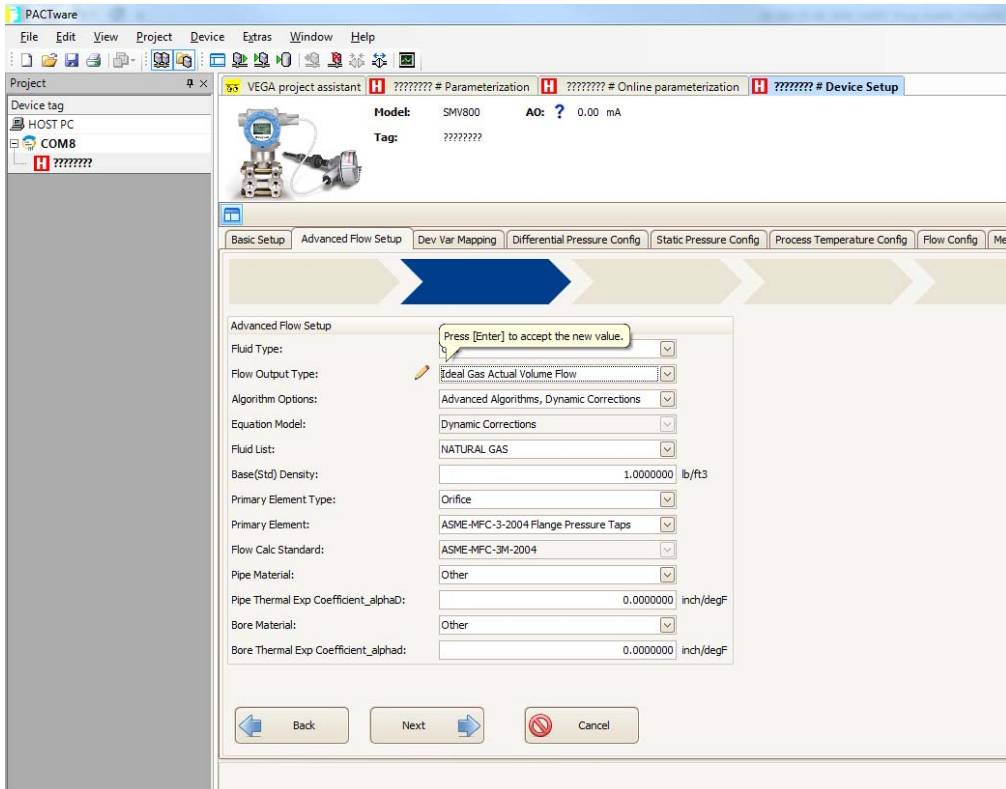 PACTware
File Edit View Project Device Extras Window Help
Project
VEGA project assistant ???????? # Parameterization ???????? # Online parameterization ???????? # Device Setup
Device tag
HOST PC
COM8
????????
Model: SMV800 AO: ? 0.00 mA
Tag: ????????
Basic Setup Advanced Flow Setup Dev Var Mapping Differential Pressure Config Static Pressure Config Process Temperature Config Flow Config Me
Advanced Flow Setup
Press [Enter] to accept the new value.
Fluid Type:
Flow Output Type: Ideal Gas Actual Volume Flow
Algorithm Options: Advanced Algorithms, Dynamic Corrections
Equation Model: Dynamic Corrections
Fluid List: NATURAL GAS
Base(Std) Density: 1.0000000 lb/ft3
Primary Element Type: Orifice
Primary Element: ASME-MFC-3-2004 Flange Pressure Taps
Flow Calc Standard: ASME-MFC-3M-2004
Pipe Material: Other
Pipe Thermal Exp Coefficient_alphaD: 0.0000000 inch/degF
Bore Material: Other
Bore Thermal Exp Coefficient_alphad: 0.0000000 inch/degF
Back Next Cancel